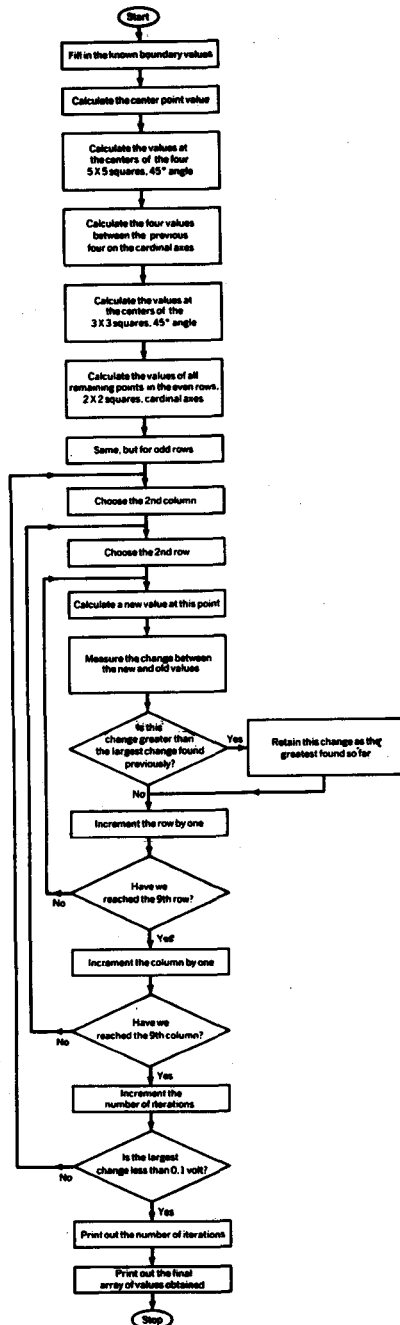 Start
Fill in the known boundary values
Calculate the center point value
Calculate the values at
the centers of the four
5 X 5 squares, 45° angle
Calculate the four values
between the previous
four on the cardinal axes
Calculate the values at
the centers of the
3 X 3 squares, 45° angle
Calculate the values of all
remaining points in the even rows,
2 X 2 squares, cardinal axes
Same, but for odd rows
Choose the 2nd column
Choose the 2nd row
Calculate a new value at this point
Measure the change between
the new and old values
Is this
change greater than
the largest change found
previously?
Yes
Retain this change as the
greatest found so far
No
Increment the row by one
Have we
reached the 9th row?
No
Yes
Increment the column by one
Have we
reached the 9th column?
No
Yes
Increment the
number of iterations
Is the largest
change less than 0.1 volt?
No
Yes
Print out the number of iterations
Print out the final
array of values obtained
Stop